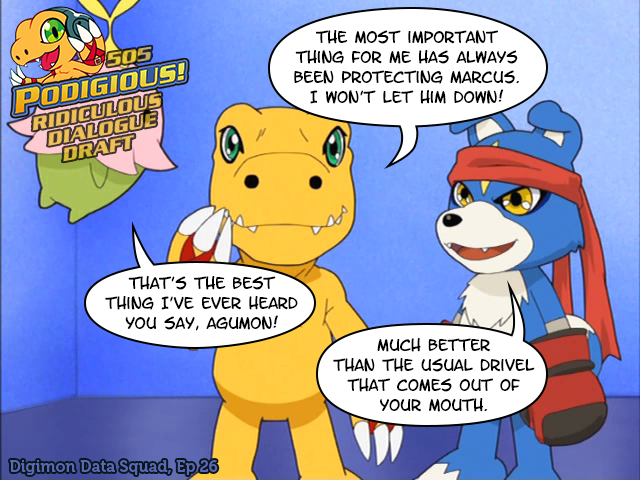 505
PODIGIOUS!
RIDICULOUS
DIALOGUE
DRAFT
THE MOST IMPORTANT
THING FOR ME HAS ALWAYS
BEEN PROTECTING MARCUS.
I WON'T LET HIM DOWN!
THAT'S THE BEST
THING I'VE EVER HEARD
YOU SAY, AGUMON!
MUCH BETTER
THAN THE USUAL DRIVEL
THAT COMES OUT OF
YOUR MOUTH.
Digimon Data Squad, Ep 26